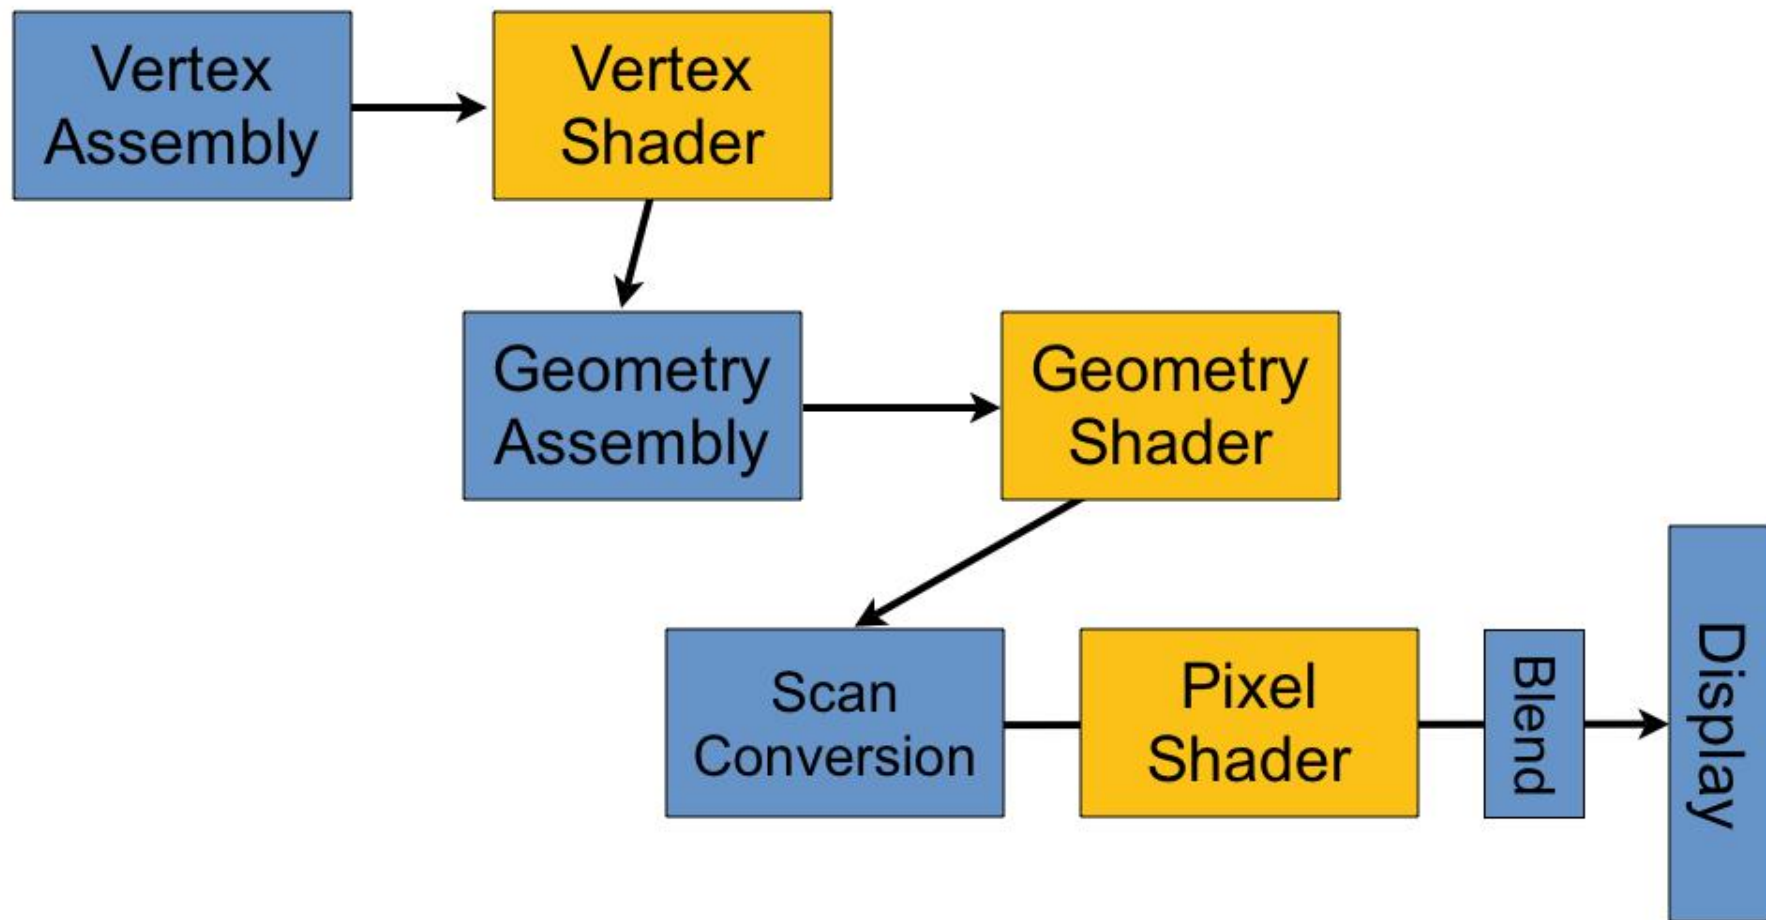 Vertex
Assembly
Vertex
Shader
Geometry
Assembly
Geometry
Shader
Scan
Conversion
Pixel
Shader
Blend
Display